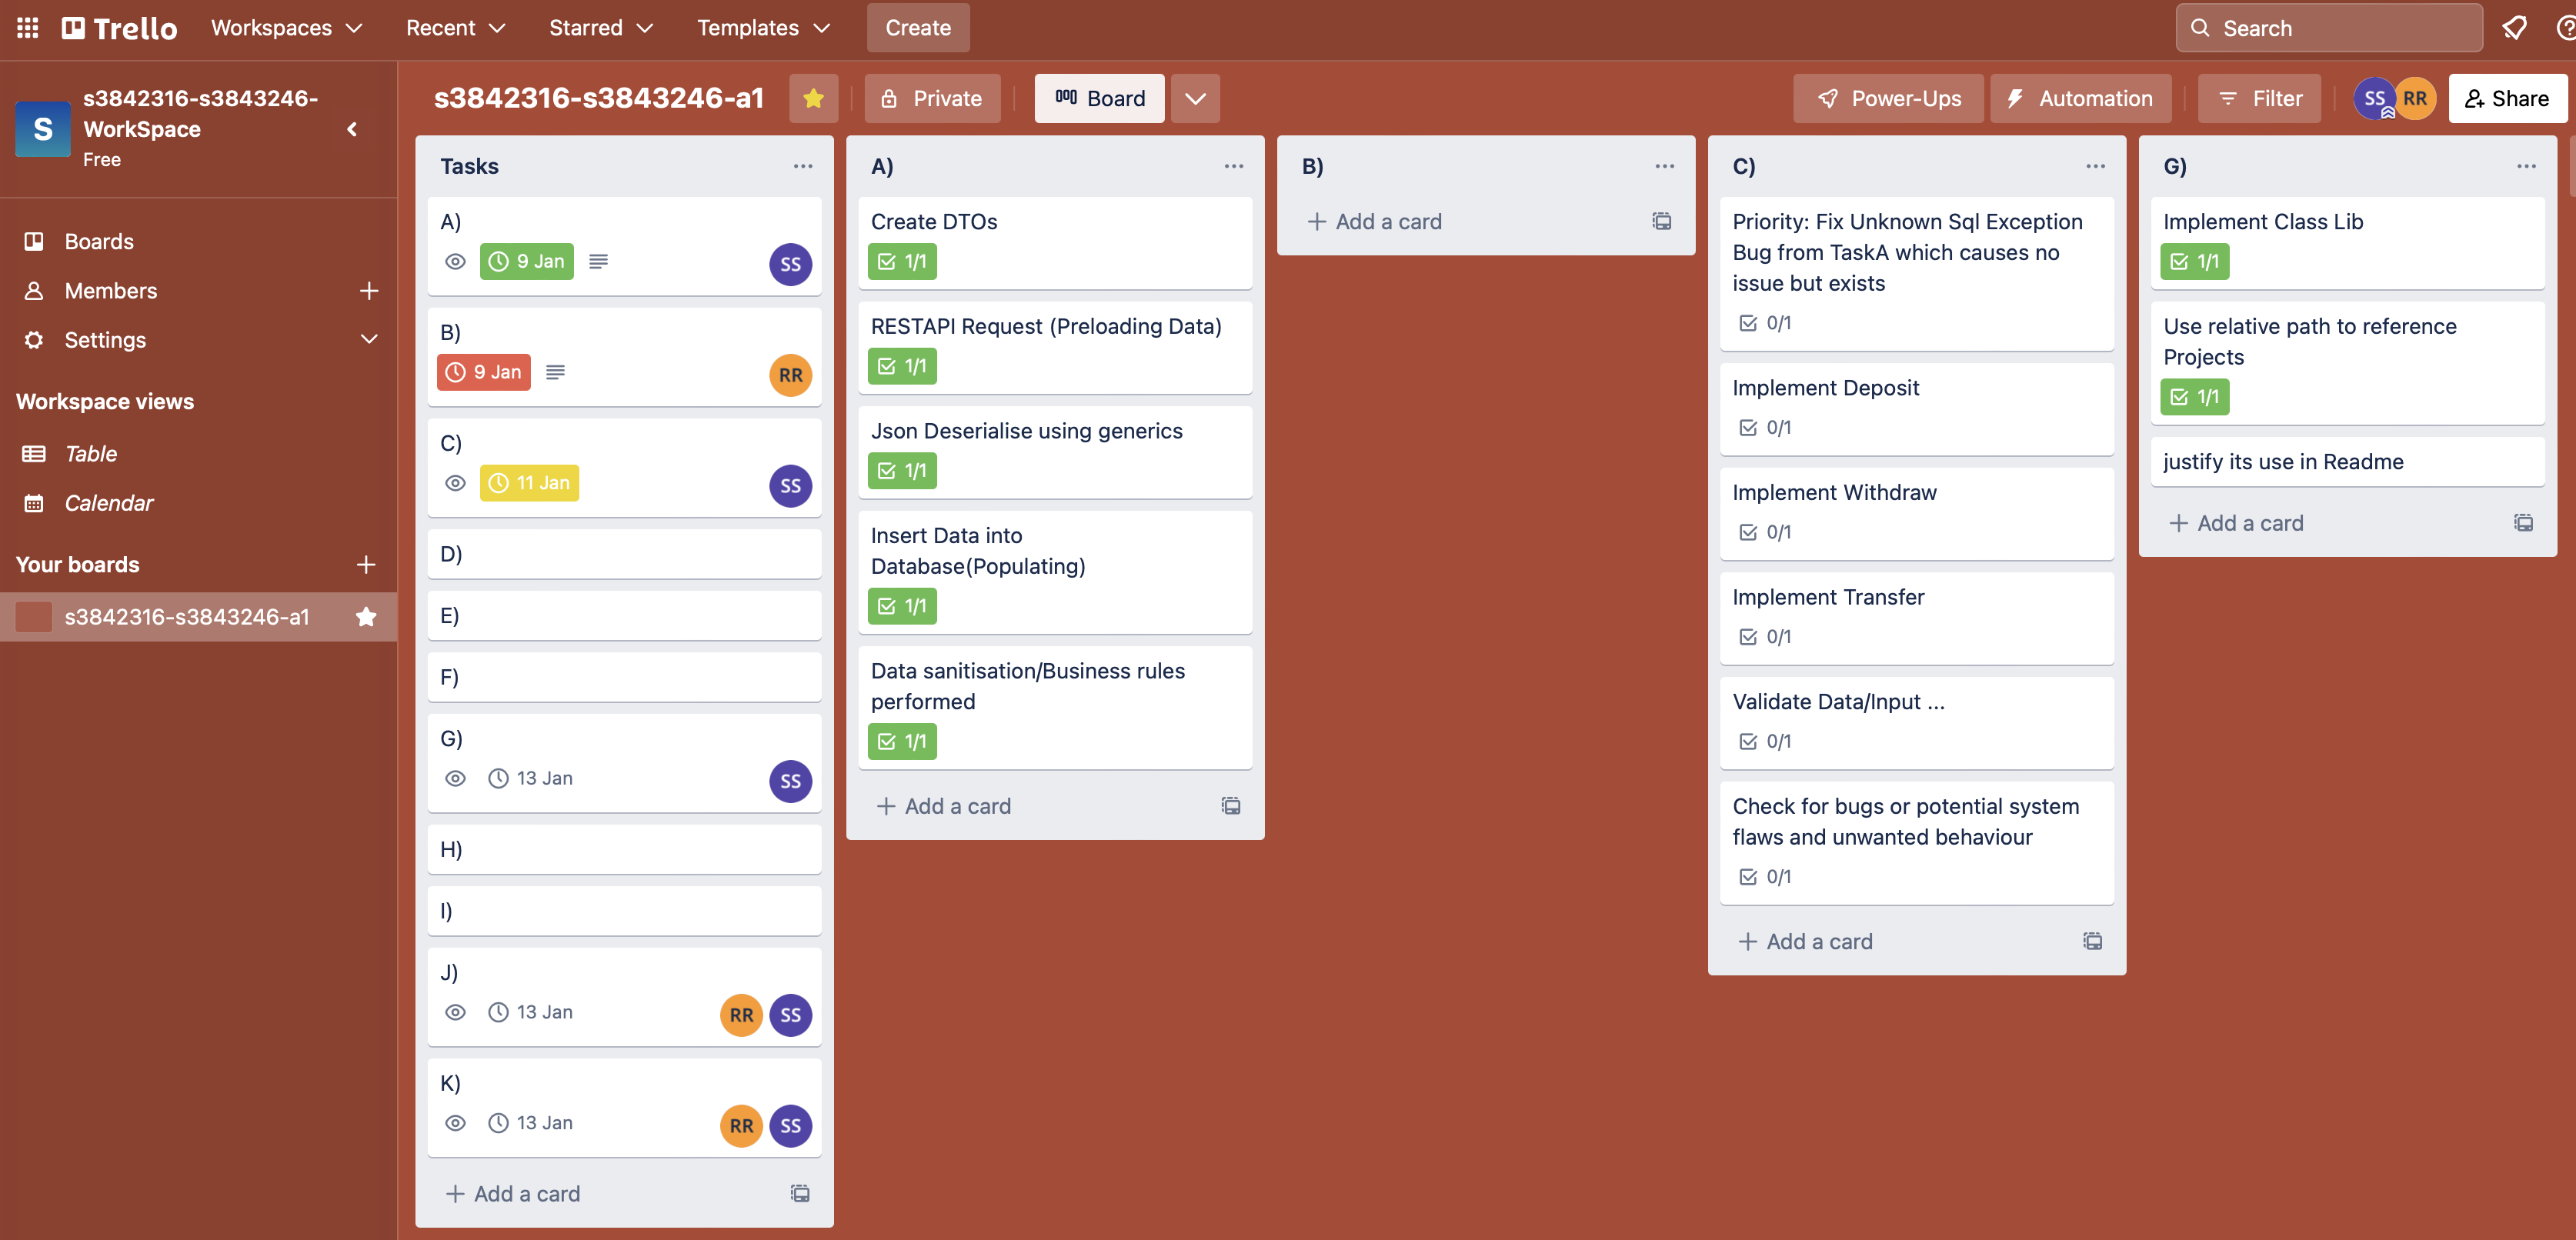 Trello
Workspaces
Recent
Starred
Templates
Create
Search
S
s3842316-s3843246-
WorkSpace
Free
Boards
Members
Settings
Workspace views
Table
Calendar
Your boards
s3842316-s3843246-a1
s3842316-s3843246-a1
Private
Board
Power-Ups
Automation
Filter
SS
RR
Share
Tasks
A)
9 Jan
SS
B)
9 Jan
RR
C)
11 Jan
SS
D)
E)
F)
G)
13 Jan
SS
H)
I)
J)
13 Jan
RR
SS
K)
13 Jan
RR
SS
+ Add a card
A)
Create DTOs
1/1
RESTAPI Request (Preloading Data)
1/1
Json Deserialise using generics
1/1
Insert Data into
Database(Populating)
1/1
Data sanitisation/Business rules
performed
1/1
+ Add a card
B)
+ Add a card
C)
Priority: Fix Unknown Sql Exception
Bug from TaskA which causes no
issue but exists
0/1
Implement Deposit
0/1
Implement Withdraw
0/1
Implement Transfer
0/1
Validate Data/Input ...
0/1
Check for bugs or potential system
flaws and unwanted behaviour
0/1
+ Add a card
G)
Implement Class Lib
1/1
Use relative path to reference
Projects
1/1
justify its use in Readme
+ Add a card